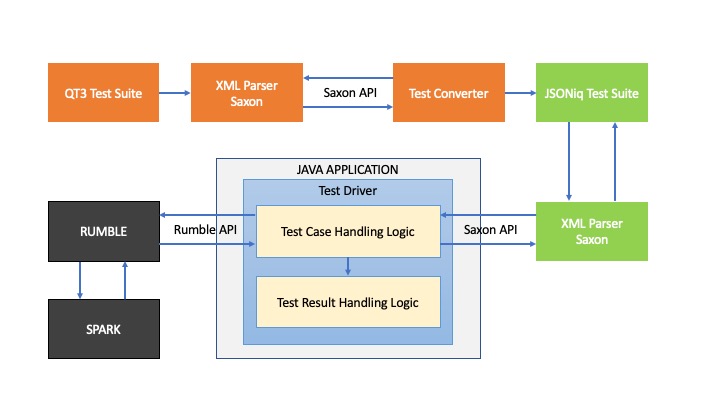 QT3 Test Suite
XML Parser
Saxon
Saxon API
Test Converter
JSONiq Test Suite
JAVA APPLICATION
Test Driver
RUMBLE
Rumble API
Test Case Handling Logic
Saxon API
XML Parser
Saxon
Test Result Handling Logic
SPARK